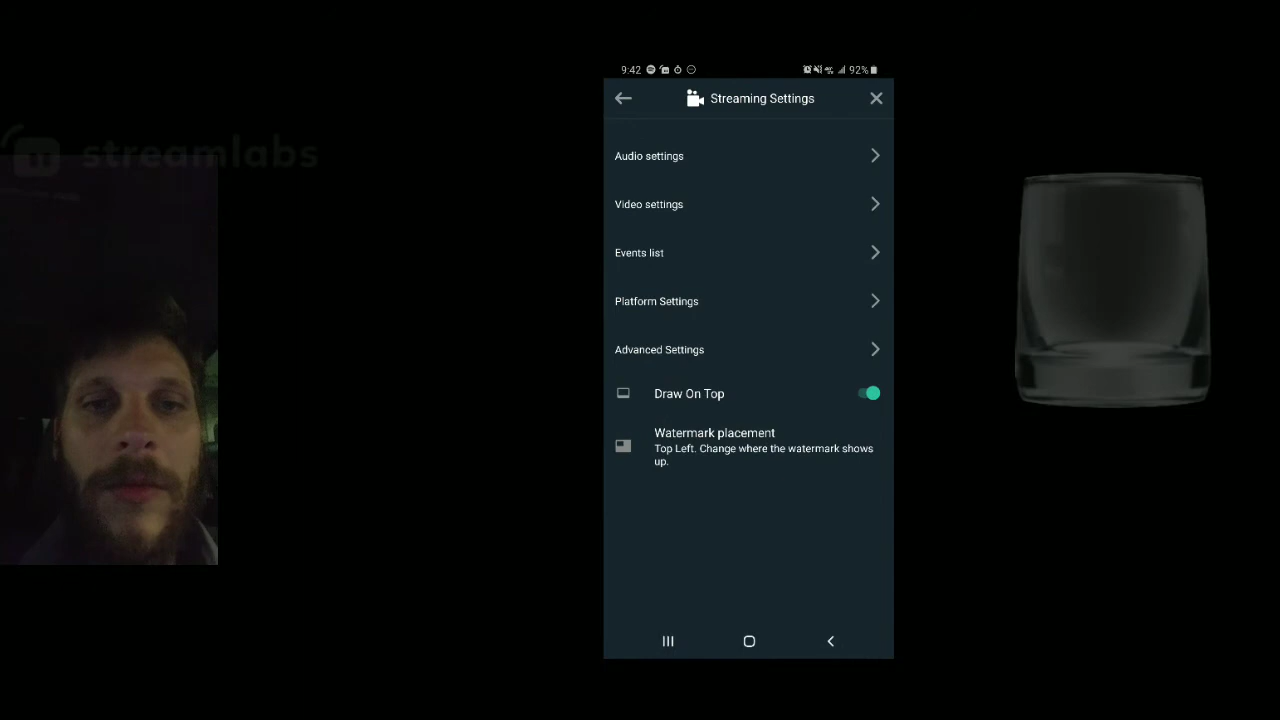 streamlabs
9:42
92%
Streaming Settings
Audio settings
Video settings
Events list
Platform Settings
Advanced Settings
Draw On Top
Watermark placement
Top Left. Change where the watermark shows
up.